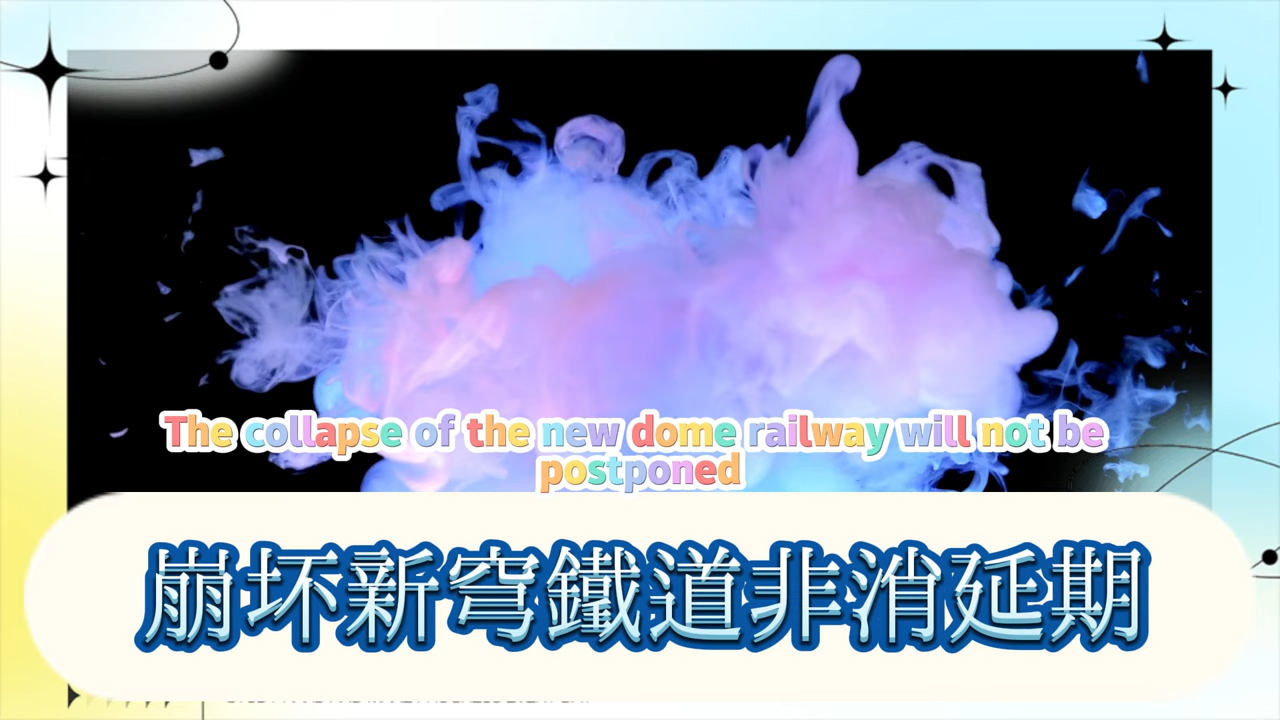 The collapse of the new dome railway will not be
postponed
崩坏新穹鐵道非消延期